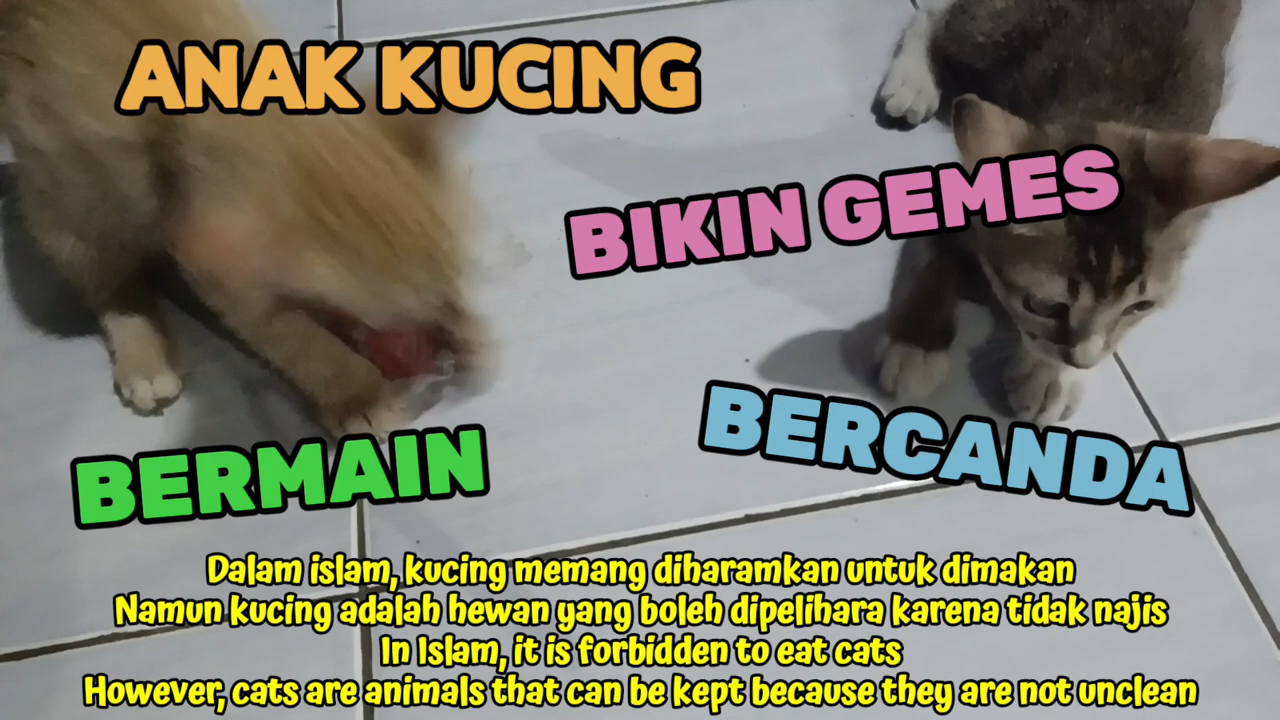 ANAK KUCING
BIKIN GEMES
BERMAIN
BERCANDA
Dalam islam, kucing memang diharamkan untuk dimakan
Namun kucing adalah hewan yang boleh dipelihara karena tidak najis
In Islam, it is forbidden to eat cats
However, cats are animals that can be kept because they are not unclean